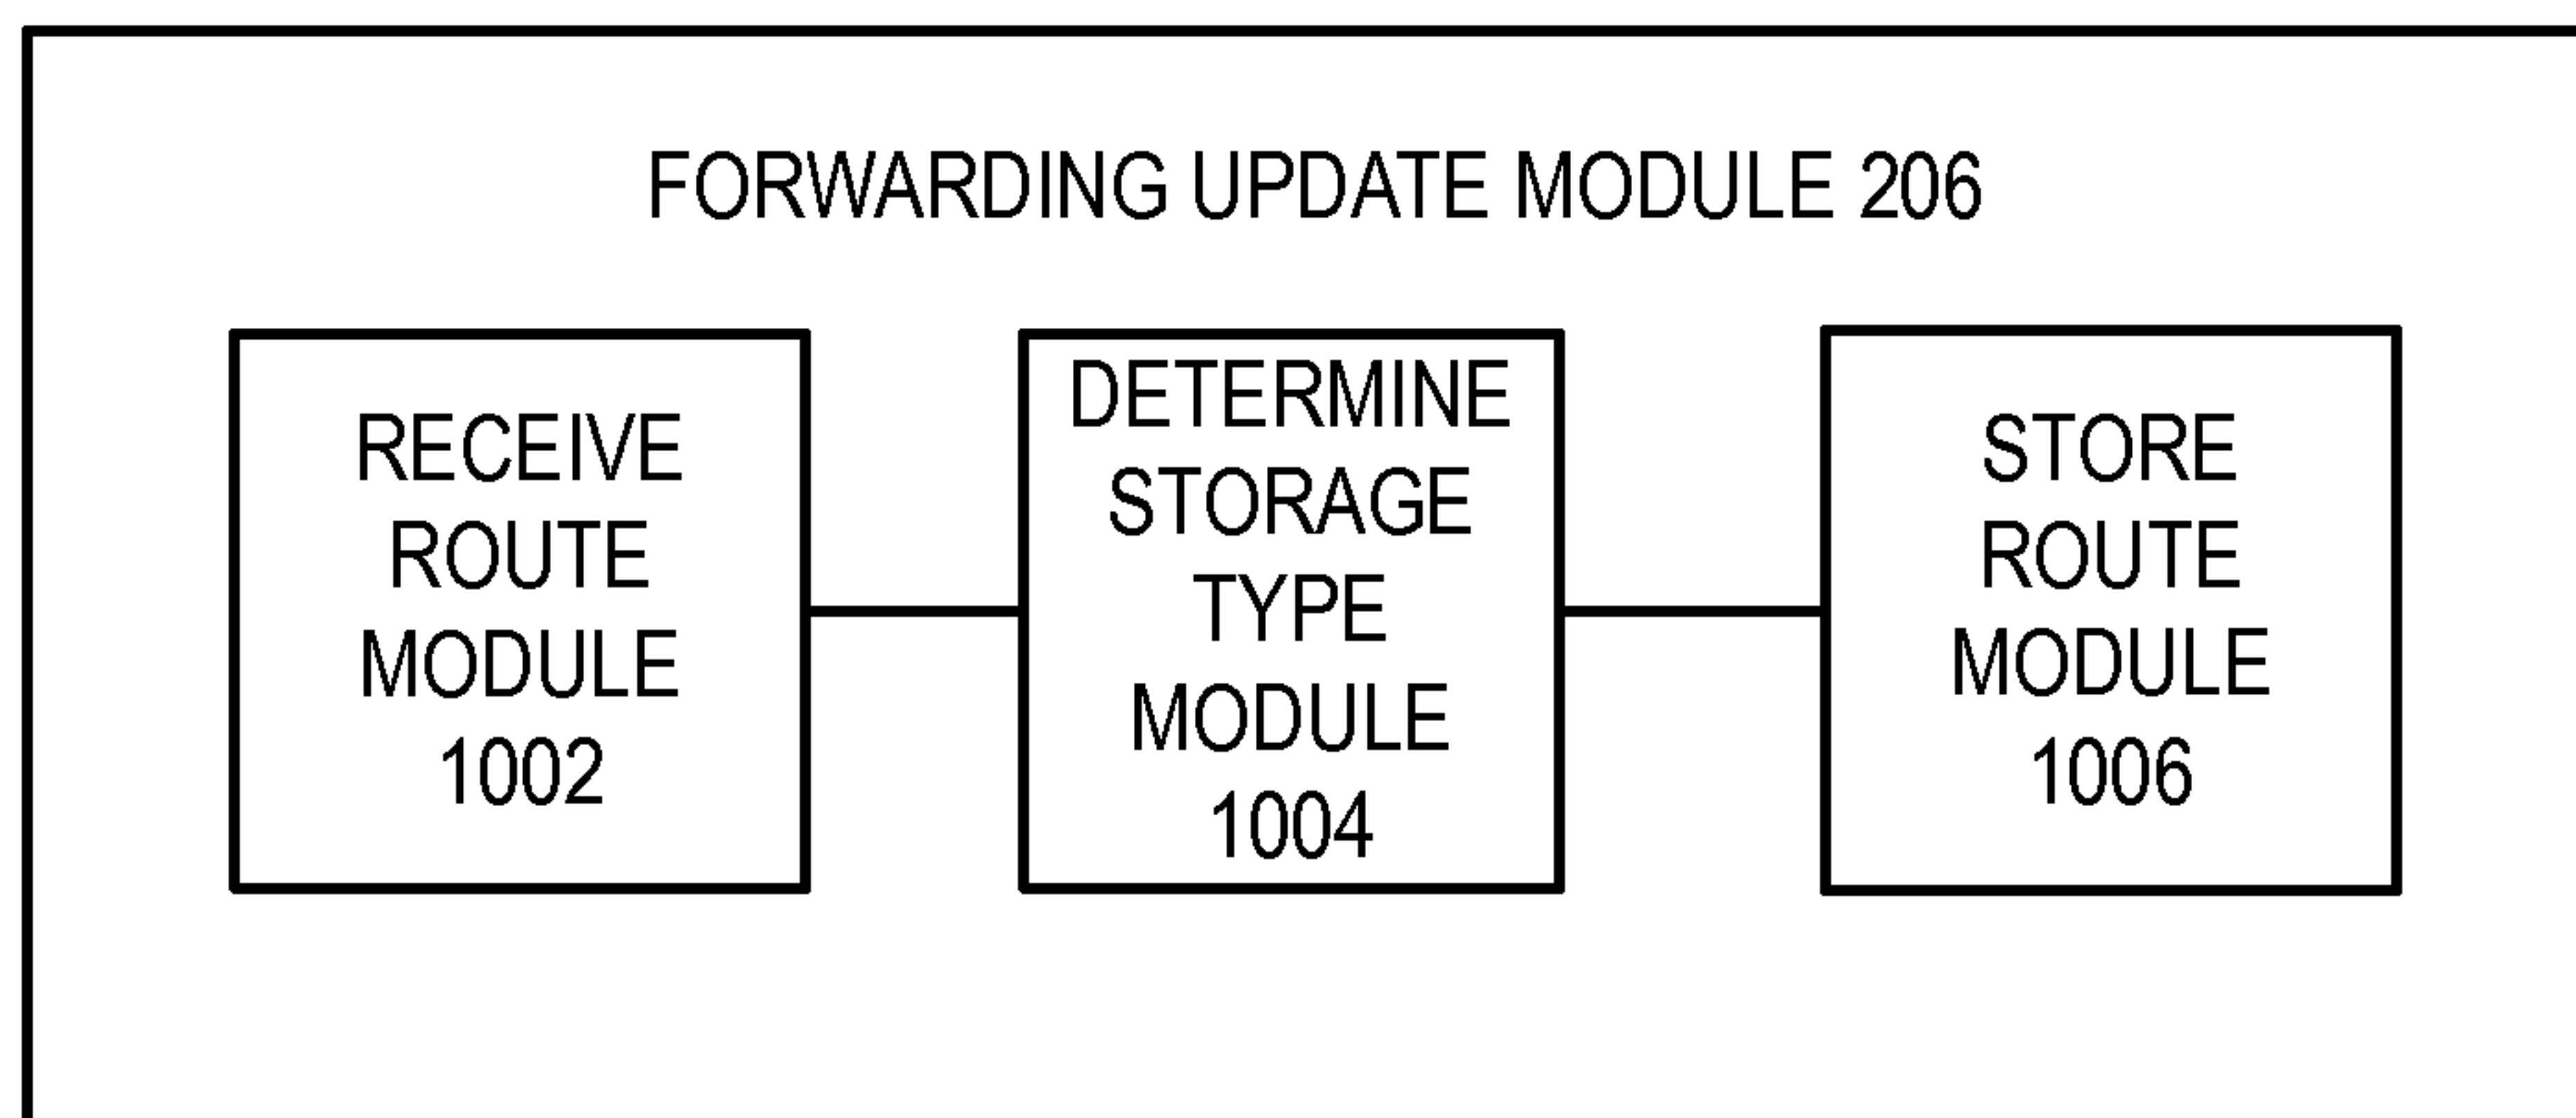 FORWARDING UPDATE MODULE 206
RECEIVE
ROUTE
MODULE
1002
DETERMINE
STORAGE
TYPE
MODULE
1004
STORE
ROUTE
MODULE
1006